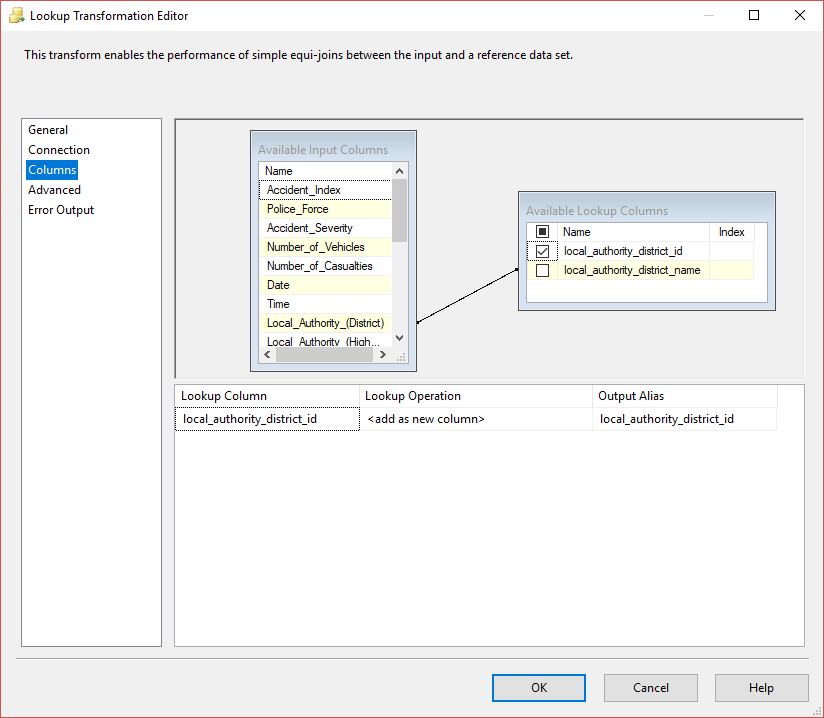 Lookup Transformation Editor
This transform enables the performance of simple equi-joins between the input and a reference data set.
General
Connection
Columns
Advanced
Error Output
Available Input Columns
Name
Accident_Index
Police_Force
Accident_Severity
Number_of_Vehicles
Number_of_Casualties
Date
Time
Local_Authority_(District)
Local_Authority_(High...
Available Lookup Columns
Name Index
local_authority_district_id
local_authority_district_name
Lookup Column Lookup Operation Output Alias
local_authority_district_id <add as new column> local_authority_district_id
OK Cancel Help